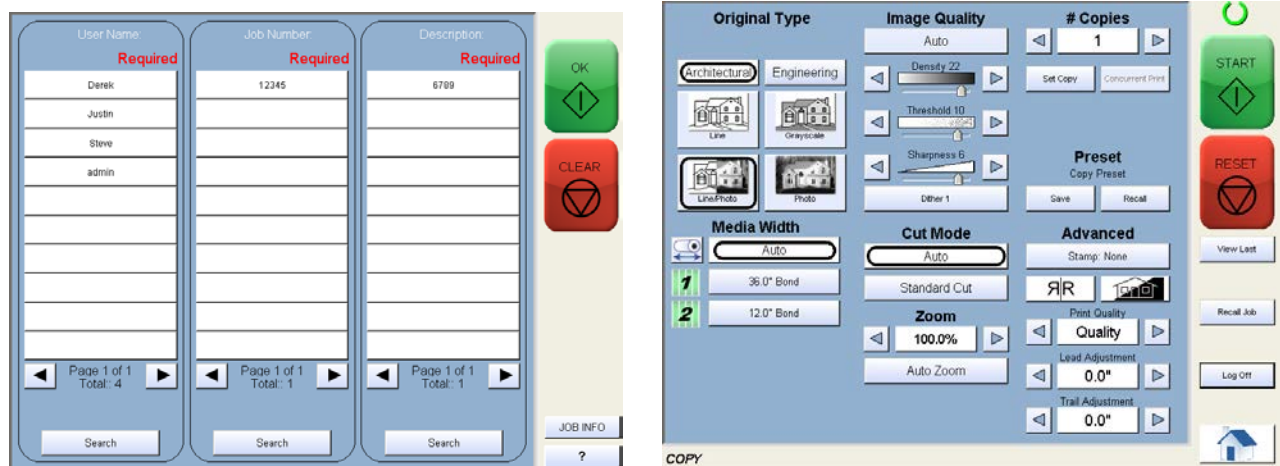 User Name:
Required
Derek
Justin
Steve
admin
Page 1 of 1
Total:: 4
Search
Job Number:
Required
12345
Page 1 of 1
Total:: 1
Search
Description:
Required
6789
Page 1 of 1
Total:: 1
Search
OK
CLEAR
JOB INFO
?
Original Type
Architectural
Engineering
Line
Grayscale
Line/Photo
Photo
Media Width
Auto
1
36.0" Bond
2
12.0" Bond
Image Quality
Auto
Density 22
Threshold 10
Sharpness 6
Dither 1
Cut Mode
Auto
Standard Cut
Zoom
100.0%
Auto Zoom
# Copies
1
Set Copy
Concurrent Print
Preset
Copy Preset
Save
Recall
Advanced
Stamp: None
ЯR
Print Quality
Quality
Lead Adjustment
0.0"
Trail Adjustment
0.0"
START
RESET
View Last
Recall Job
Log Off
COPY